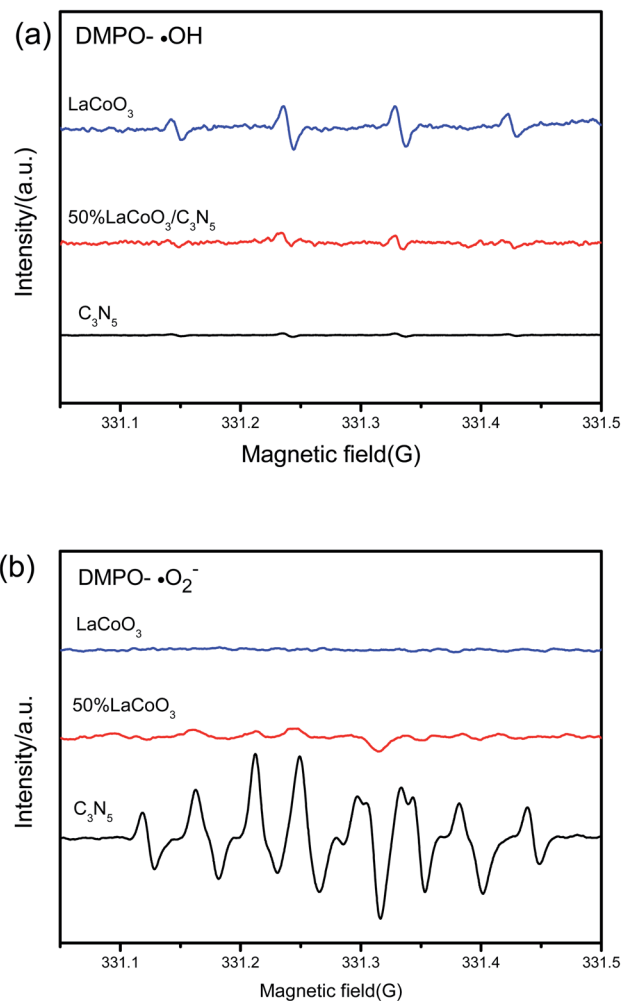 (a)
DMPO- •OH
LaCoO₃
50%LaCoO₃/C₃N₅
C₃N₅
Intensity/(a.u.)
331.1 331.2 331.3 331.4 331.5
Magnetic field(G)
(b)
DMPO- •O₂⁻
LaCoO₃
50%LaCoO₃
C₃N₅
Intensity/a.u.
331.1 331.2 331.3 331.4 331.5
Magnetic field(G)